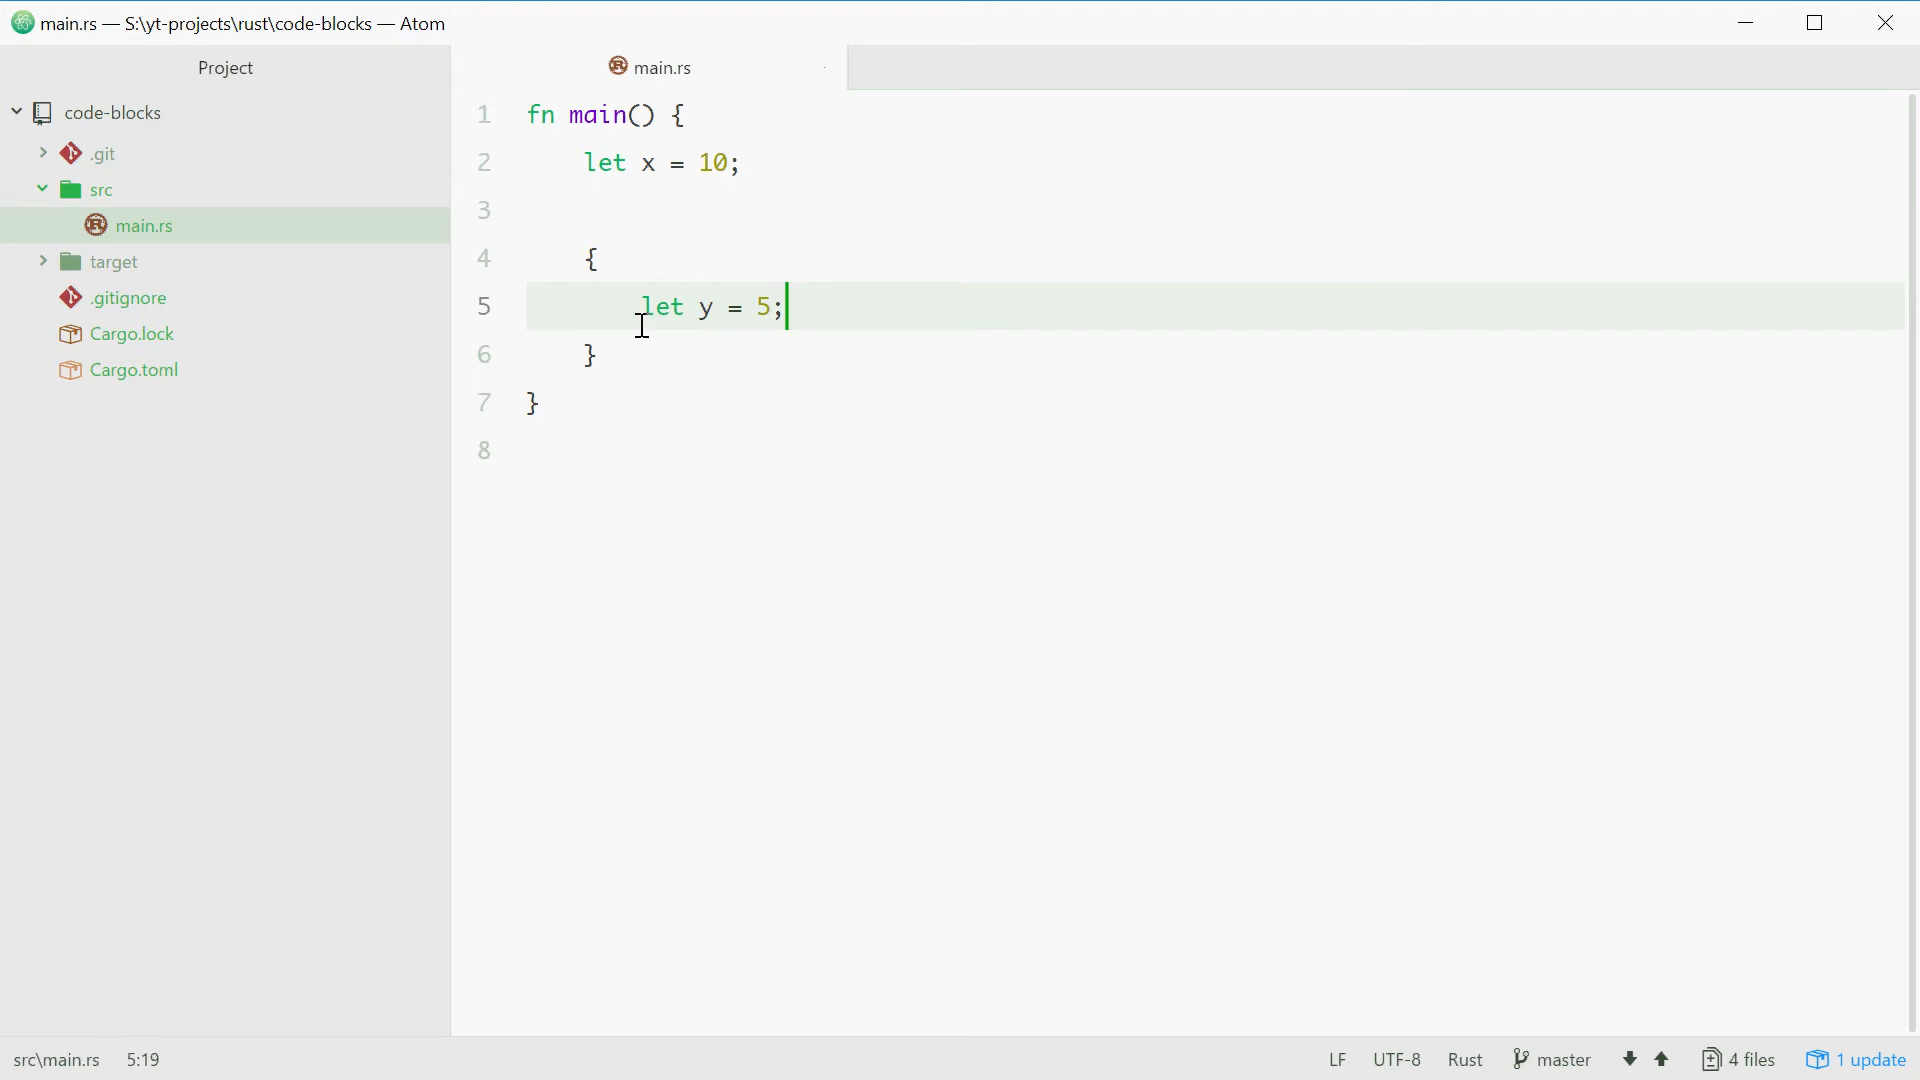 main.rs — S:\yt-projects\rust\code-blocks — Atom
Project
code-blocks
.git
src
main.rs
target
.gitignore
Cargo.lock
Cargo.toml
main.rs
1 fn main() {
2     let x = 10;
3
4     {
5         let y = 5;
6     }
7 }
8
src\main.rs 5:19 LF UTF-8 Rust master 4 files 1 update